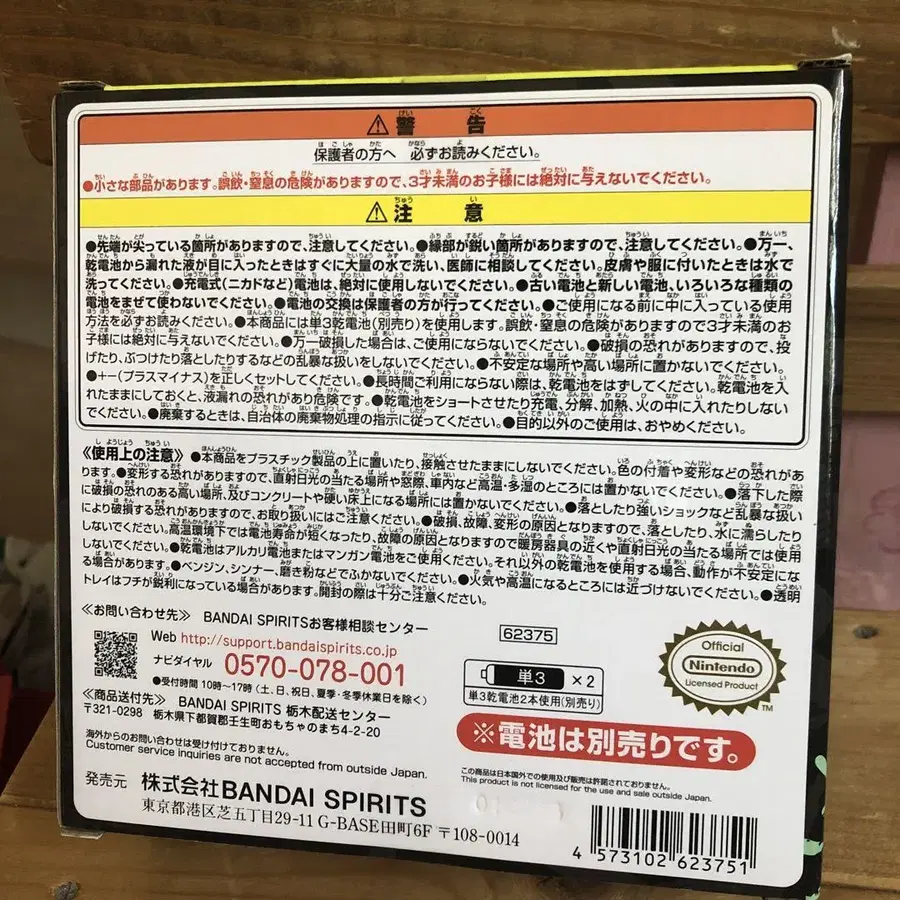 ⚠警告
保護者の方へ 必ずお読みください。
●小さな部品があります。誤飲・窒息の危険がありますので、3才未満のお子様には絶対に与えないでください。
⚠注意
●先端が尖っている箇所がありますので、注意してください。●縁部が鋭い箇所がありますので、注意してください。●万一、
乾電池から漏れた液が目に入ったときはすぐに大量の水で洗い、医師に相談してください。皮膚や服に付いたときは水で
洗ってください。●充電式(ニカドなど)電池は、絶対に使用しないでください。●古い電池と新しい電池、いろいろな種類の
電池をまぜて使わないでください。●電池の交換は保護者の方が行ってください。●ご使用になる前に中に入っている使用
方法を必ずお読みください。●本商品には単3乾電池(別売り)を使用します。誤飲・窒息の危険がありますので3才未満のお
子様には絶対に与えないでください。●万一破損した場合は、ご使用にならないでください。●破損の恐れがありますので、投
げたり、ぶつけたり落としたりするなどの乱暴な扱いをしないでください。●不安定な場所や高い場所に置かないでください。
●+−(プラスマイナス)を正しくセットしてください。●長時間ご利用にならない際は、乾電池をはずしてください。乾電池を入
れたままにしておくと、液漏れの恐れがあり危険です。●乾電池をショートさせたり充電、分解、加熱、火の中に入れたりしない
でください。●廃棄するときは、自治体の廃棄物処理の指示に従ってください。●目的以外のご使用は、おやめください。
《使用上の注意》●本商品をプラスチック製品の上に置いたり、接触させたままにしないでください。色の付着や変形などの恐れがあ
ります。●変形する恐れがありますので、直射日光の当たる場所や窓際、車内など高温・多湿のところには置かないでください。●落下した際
に破損の恐れのある高い場所、及びコンクリートや硬い床上になる場所には置かないでください。●落としたり強いショックなど乱暴な扱い
により破損する恐れがありますので、お取り扱いにはご注意ください。●破損、故障、変形の原因となりますので、落としたり、水に濡らしたり
しないでください。高温環境下では電池寿命が短くなったり、故障の原因となりますので暖房器具の近くや直射日光の当たる場所では使用
しないでください。●乾電池はアルカリ電池またはマンガン電池をご使用ください。それ以外の乾電池を使用する場合、動作が不安定にな
る場合があります。●ベンジン、シンナー、磨き粉などでふかないでください。●火気や高温になるところには近づけないでください。●透明
トレイはフチが鋭利になっている場合があります。開封の際は十分ご注意ください。
《お問い合わせ先》 BANDAI SPIRITSお客様相談センター
Web http://support.bandaispirits.co.jp
ナビダイヤル 0570-078-001
●受付時間 10時〜17時(土、日、祝日、夏季・冬季休業日を除く)
《商品送付先》 BANDAI SPIRITS 栃木配送センター
〒321-0298 栃木県下都賀郡壬生町おもちゃのまち4-2-20
海外からのお問い合わせは受け付けておりません。
Customer service inquiries are not accepted from outside Japan.
発売元 株式会社BANDAI SPIRITS
東京都港区芝五丁目29-11 G-BASE田町6F 〒108-0014
62375
単3 ×2
単3乾電池2本使用(別売り)
Official
Nintendo
Licensed Product
TM
※電池は別売りです。
この商品は日本国外での使用及び販売は許諾されておりません。
This product is not licensed for the use and sale outside Japan.
4 573102 623751